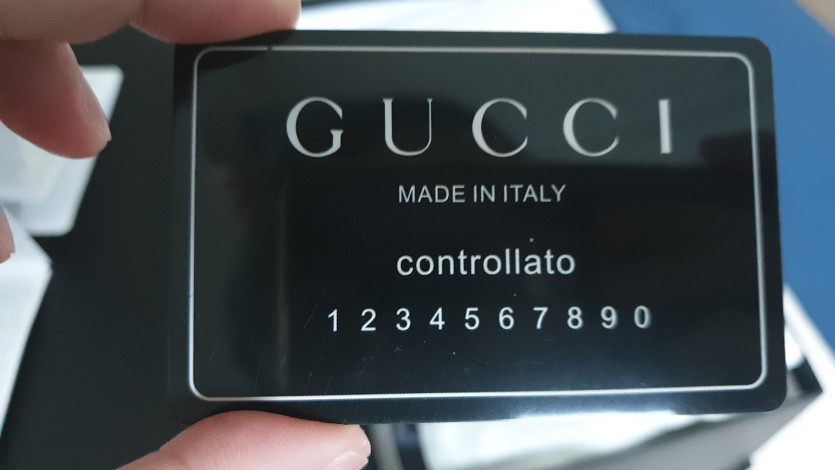 GUCCI
MADE IN ITALY
controllato
1 2 3 4 5 6 7 8 9 0